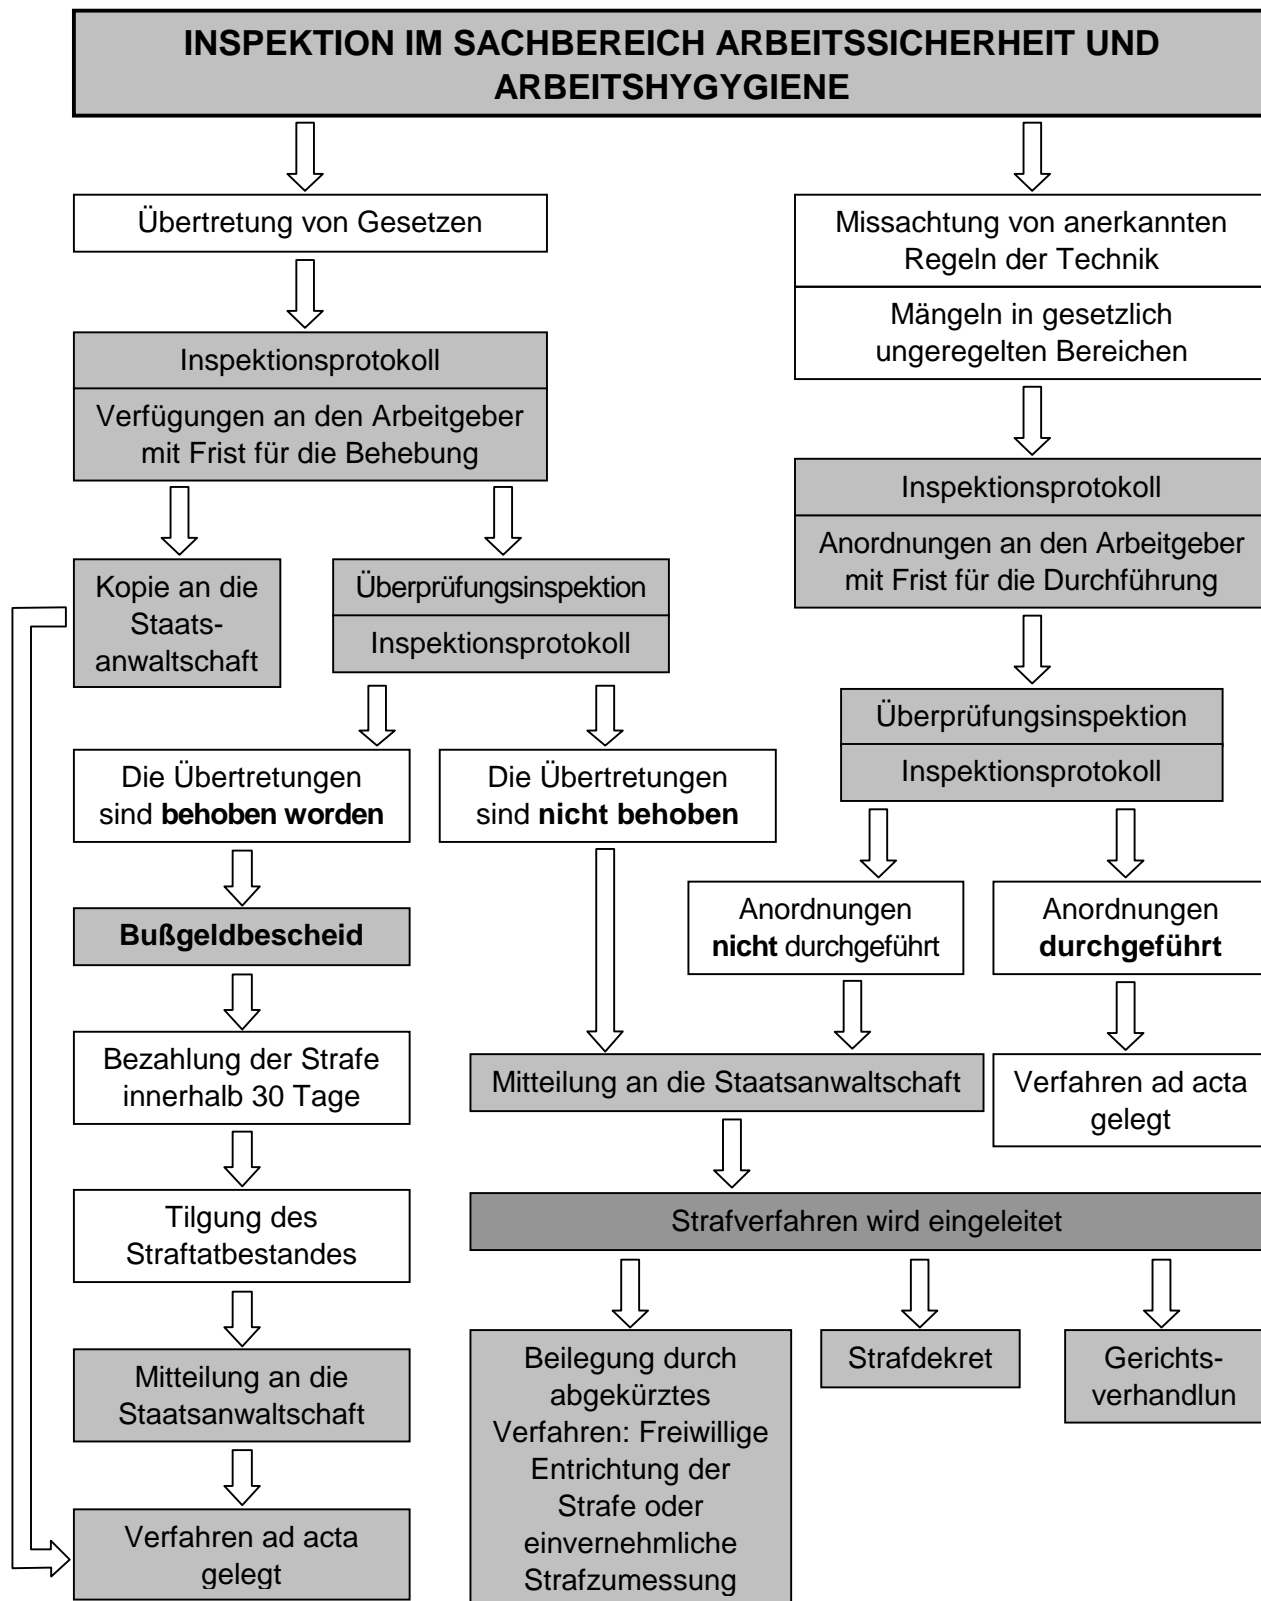 INSPEKTION IM SACHBEREICH ARBEITSSICHERHEIT UND
ARBEITSHYGYGIENE
Übertretung von Gesetzen
Inspektionsprotokoll
Verfügungen an den Arbeitgeber
mit Frist für die Behebung
Kopie an die
Staats-
anwaltschaft
Überprüfungsinspektion
Inspektionsprotokoll
Die Übertretungen
sind behoben worden
Die Übertretungen
sind nicht behoben
Bußgeldbescheid
Bezahlung der Strafe
innerhalb 30 Tage
Tilgung des
Straftatbestandes
Mitteilung an die
Staatsanwaltschaft
Verfahren ad acta
gelegt
Missachtung von anerkannten
Regeln der Technik
Mängeln in gesetzlich
ungeregelten Bereichen
Inspektionsprotokoll
Anordnungen an den Arbeitgeber
mit Frist für die Durchführung
Überprüfungsinspektion
Inspektionsprotokoll
Anordnungen
nicht durchgeführt
Anordnungen
durchgeführt
Mitteilung an die Staatsanwaltschaft
Verfahren ad acta
gelegt
Strafverfahren wird eingeleitet
Beilegung durch
abgekürztes
Verfahren: Freiwillige
Entrichtung der
Strafe oder
einvernehmliche
Strafzumessung
Strafdekret
Gerichts-
verhandlun